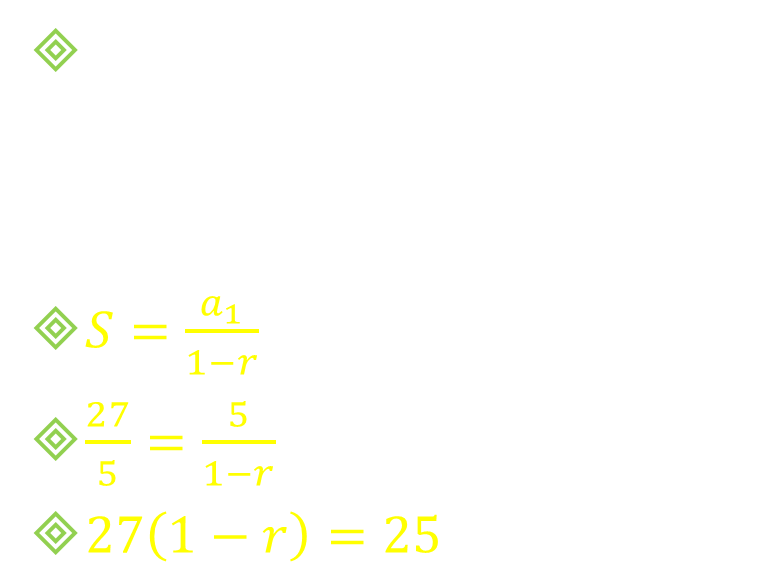 S = a₁/(1−r)
27/5 = 5/(1−r)
27(1 − r) = 25